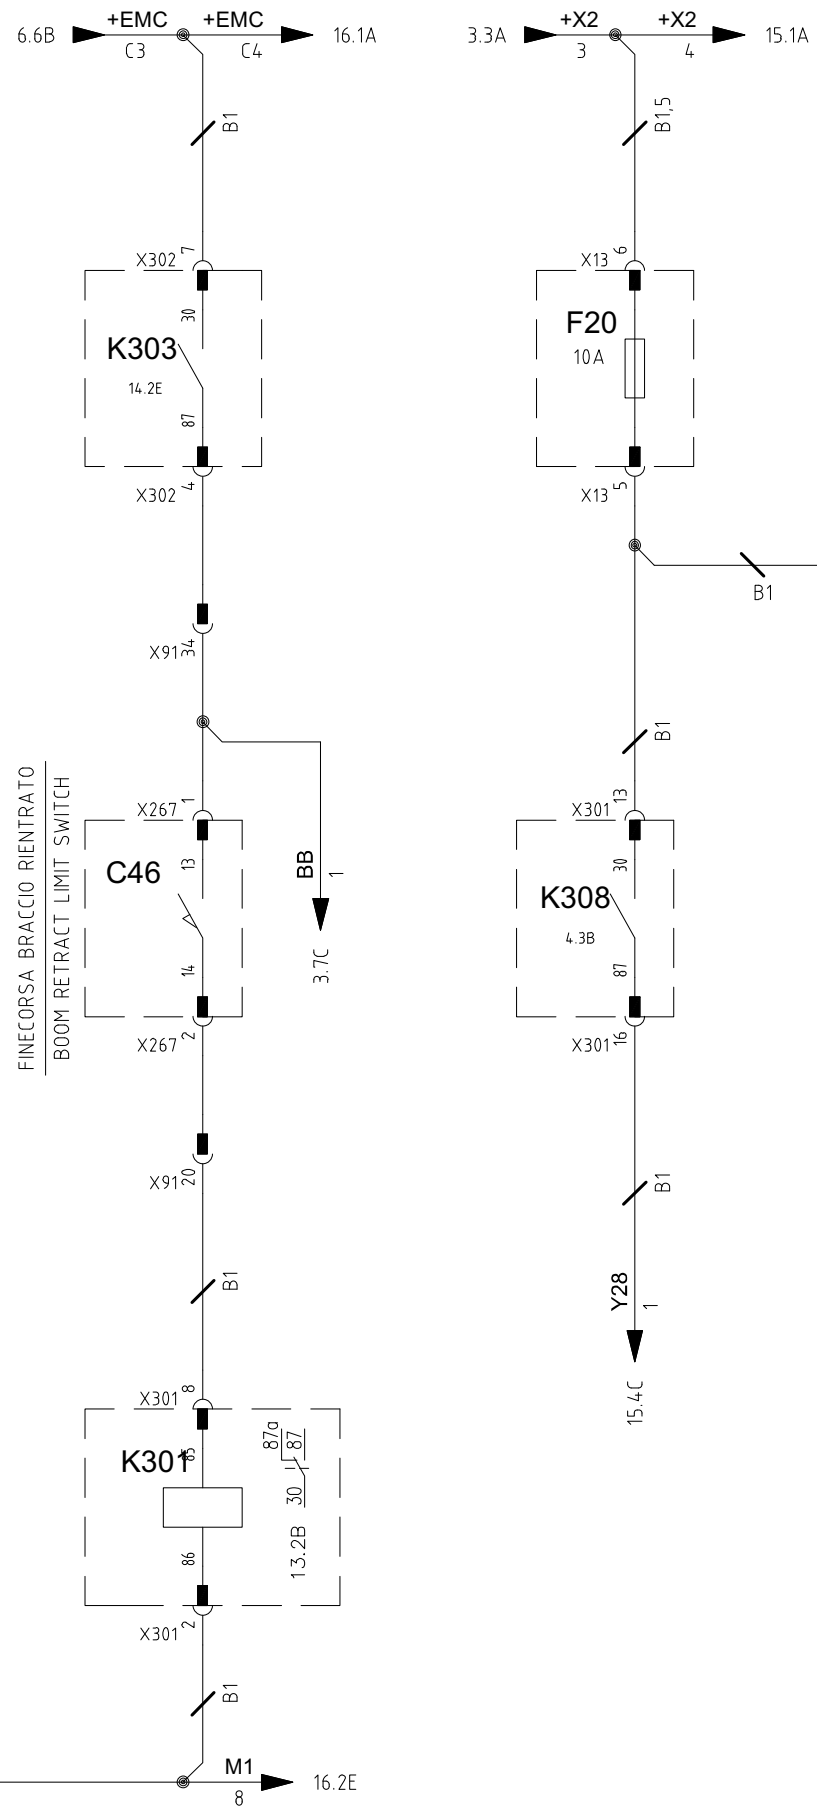 +EMC +EMC +X2 +X2
6.6B 16.1A 3.3A 15.1A
C3 C4 3 4
B1 B1,5
X302 7 X13 6
30
K303 F20
14.2E 10A
87
X302 4 X13 5
B1
X91 34
B1
X267 1 X301 13
FINECORSA BRACCIO RIENTRATO
BOOM RETRACT LIMIT SWITCH
13 30
C46 BB 1 K308
3.7C 4.3B
14 87
X267 2 X301 16
X91 20 B1
B1 Y28 1
15.4C
X301 8
85 87a 87
K301
30
86 13.2B
X301 2
B1
M1
8 16.2E